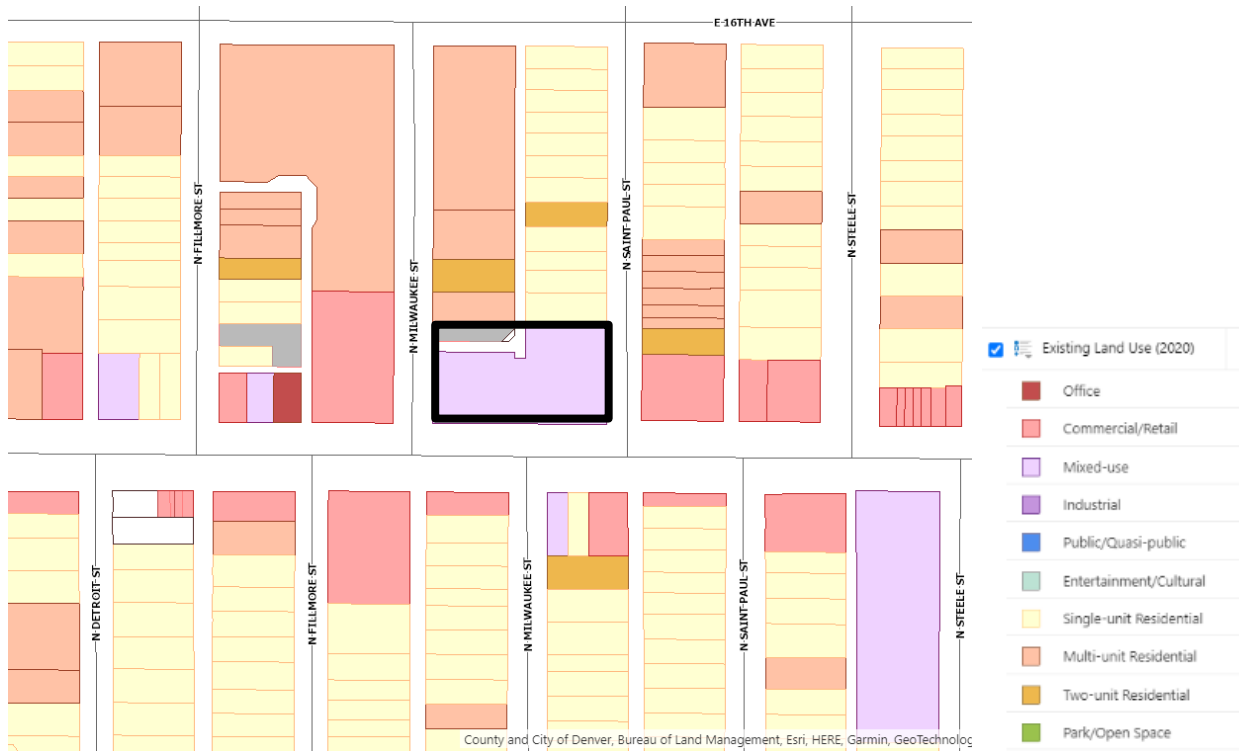 E 16TH AVE
N FILLMORE ST
N MILWAUKEE ST
N SAINT PAUL ST
N STEELE ST
N DETROIT ST
N FILLMORE ST
N MILWAUKEE ST
N SAINT PAUL ST
N STEELE ST
County and City of Denver, Bureau of Land Management, Esri, HERE, Garmin, GeoTechnolog
Existing Land Use (2020)
Office
Commercial/Retail
Mixed-use
Industrial
Public/Quasi-public
Entertainment/Cultural
Single-unit Residential
Multi-unit Residential
Two-unit Residential
Park/Open Space